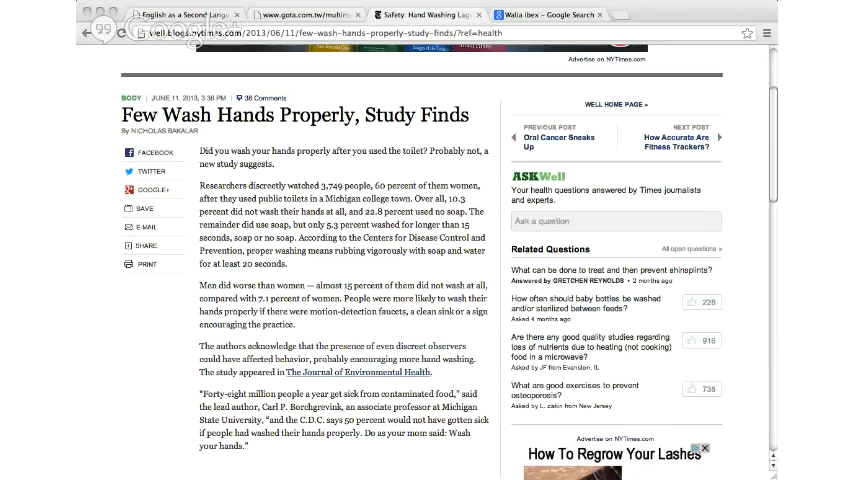 English as a Second Langu
www.gota.com.tw/multim
Safety: Hand Washing Lag
Walia ibex – Google Search
Google+
well.blogs.nytimes.com/2013/06/11/few-wash-hands-properly-study-finds/?ref=health
Advertise on NYTimes.com
BODY | JUNE 11, 2013, 3:38 PM | 38 Comments
Few Wash Hands Properly, Study Finds
By NICHOLAS BAKALAR
FACEBOOK
TWITTER
GOOGLE+
SAVE
E-MAIL
SHARE
PRINT
Did you wash your hands properly after you used the toilet? Probably not, a
new study suggests.
Researchers discreetly watched 3,749 people, 60 percent of them women,
after they used public toilets in a Michigan college town. Over all, 10.3
percent did not wash their hands at all, and 22.8 percent used no soap. The
remainder did use soap, but only 5.3 percent washed for longer than 15
seconds, soap or no soap. According to the Centers for Disease Control and
Prevention, proper washing means rubbing vigorously with soap and water
for at least 20 seconds.
Men did worse than women — almost 15 percent of them did not wash at all,
compared with 7.1 percent of women. People were more likely to wash their
hands properly if there were motion-detection faucets, a clean sink or a sign
encouraging the practice.
The authors acknowledge that the presence of even discreet observers
could have affected behavior, probably encouraging more hand washing.
The study appeared in The Journal of Environmental Health.
“Forty-eight million people a year get sick from contaminated food,” said
the lead author, Carl P. Borchgrevink, an associate professor at Michigan
State University, “and the C.D.C. says 50 percent would not have gotten sick
if people had washed their hands properly. Do as your mom said: Wash
your hands.”
WELL HOME PAGE »
PREVIOUS POST
Oral Cancer Sneaks
Up
NEXT POST
How Accurate Are
Fitness Trackers?
ASKWell
Your health questions answered by Times journalists
and experts.
Ask a question
Related Questions
All open questions »
What can be done to treat and then prevent shinsplints?
Answered by GRETCHEN REYNOLDS • 2 months ago
How often should baby bottles be washed
and/or sterilized between feeds?
Asked 4 months ago
226
Are there any good quality studies regarding
loss of nutrients due to heating (not cooking)
food in a microwave?
Asked by JF from Evanston, IL
916
What are good exercises to prevent
osteoporosis?
Asked by L. zakin from New Jersey
738
Advertise on NYTimes.com
How To Regrow Your Lashes